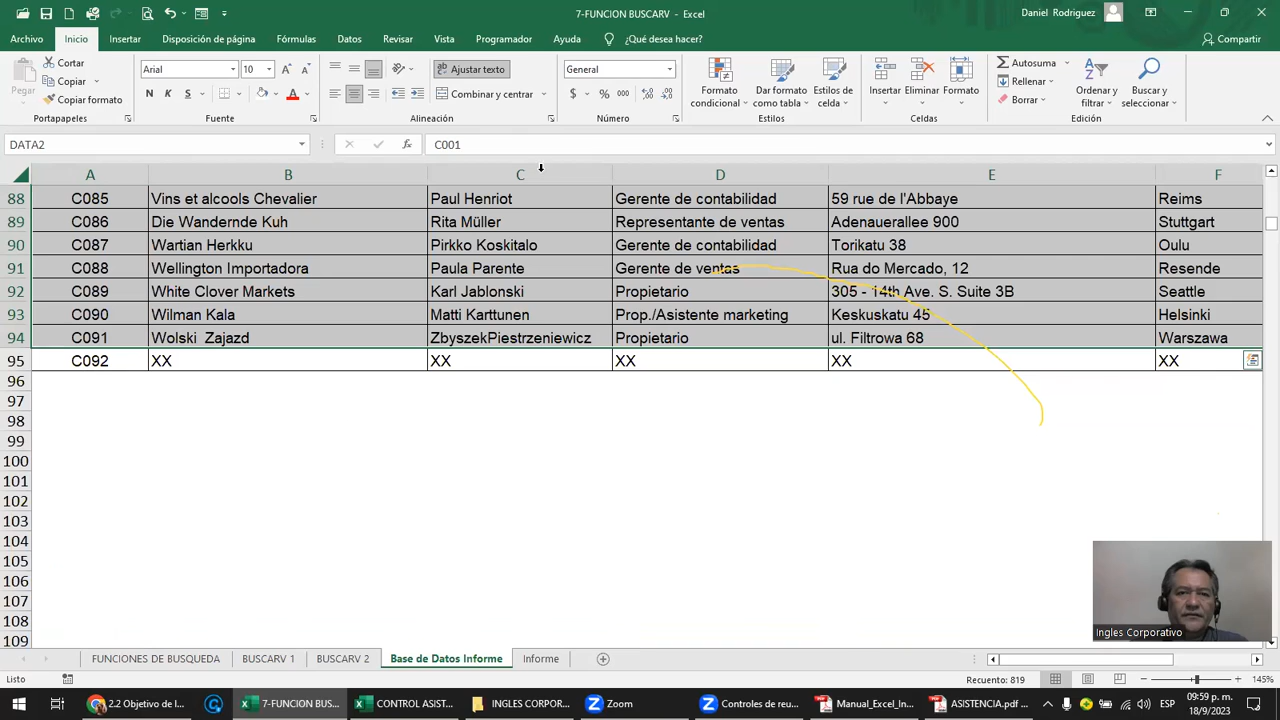 7-FUNCION BUSCARV - Excel
Daniel Rodriguez
Archivo Inicio Insertar Disposición de página Fórmulas Datos Revisar Vista Programador Ayuda ¿Qué desea hacer? Compartir
Pegar
Cortar
Copiar
Copiar formato
Portapapeles
Arial 10
N K S
Fuente
Ajustar texto
Combinar y centrar
Alineación
General
$ % 000
Número
Formato condicional
Dar formato como tabla
Estilos de celda
Estilos
Insertar Eliminar Formato
Celdas
Autosuma
Rellenar
Borrar
Ordenar y filtrar
Buscar y seleccionar
Edición
DATA2 fx C001
A B C D E F
88 C085 Vins et alcools Chevalier Paul Henriot Gerente de contabilidad 59 rue de l'Abbaye Reims
89 C086 Die Wandernde Kuh Rita Müller Representante de ventas Adenauerallee 900 Stuttgart
90 C087 Wartian Herkku Pirkko Koskitalo Gerente de contabilidad Torikatu 38 Oulu
91 C088 Wellington Importadora Paula Parente Gerente de ventas Rua do Mercado, 12 Resende
92 C089 White Clover Markets Karl Jablonski Propietario 305 - 14th Ave. S. Suite 3B Seattle
93 C090 Wilman Kala Matti Karttunen Prop./Asistente marketing Keskuskatu 45 Helsinki
94 C091 Wolski  Zajazd ZbyszekPiestrzeniewicz Propietario ul. Filtrowa 68 Warszawa
95 C092 XX XX XX XX XX
96
97
98
99
100
101
102
103
104
105
106
107
108
109
Ingles Corporativo
FUNCIONES DE BUSQUEDA BUSCARV 1 BUSCARV 2 Base de Datos Informe Informe
Listo Recuento: 819 145%
2.2 Objetivo de l... 7-FUNCION BUS... CONTROL ASIST... INGLES CORPOR... Zoom Controles de reu... Manual_Excel_In... ASISTENCIA.pdf ... ESP 09:59 p. m.
18/9/2023